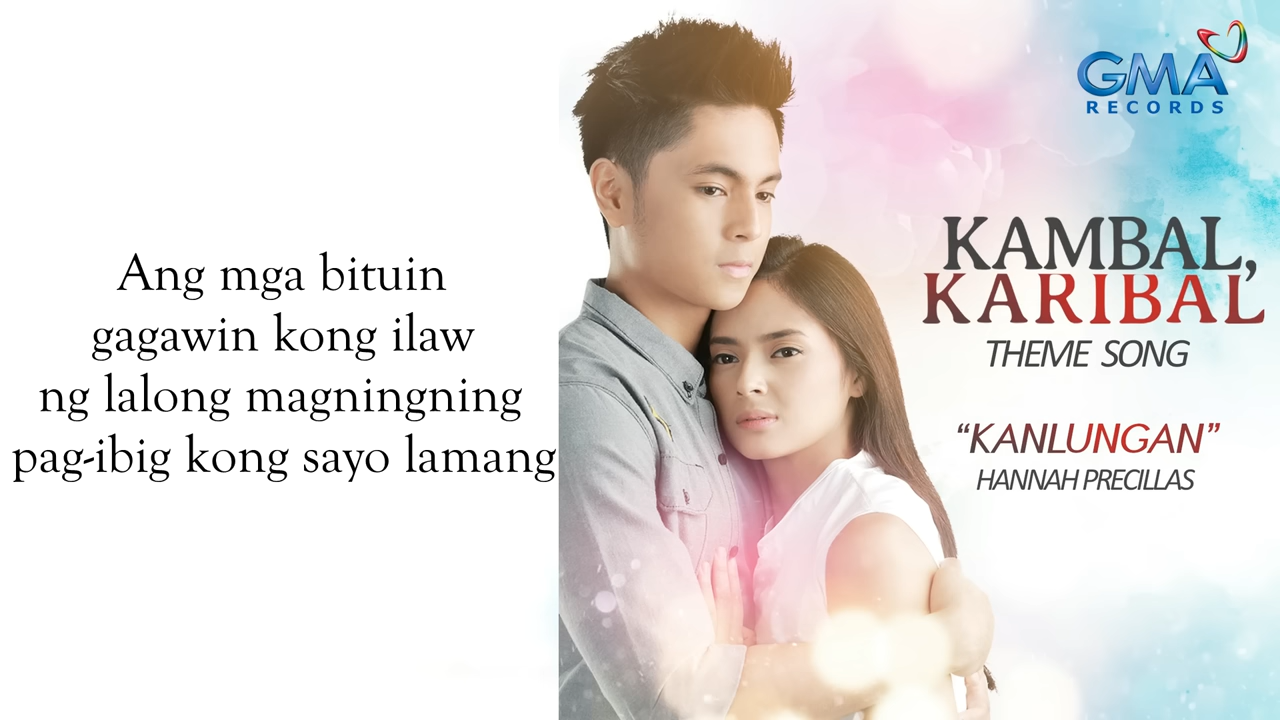 Ang mga bituin
gagawin kong ilaw
ng lalong magningning
pag-ibig kong sayo lamang
GMA
RECORDS
KAMBAL,
KARIBAL
THEME SONG
“KANLUNGAN”
HANNAH PRECILLAS